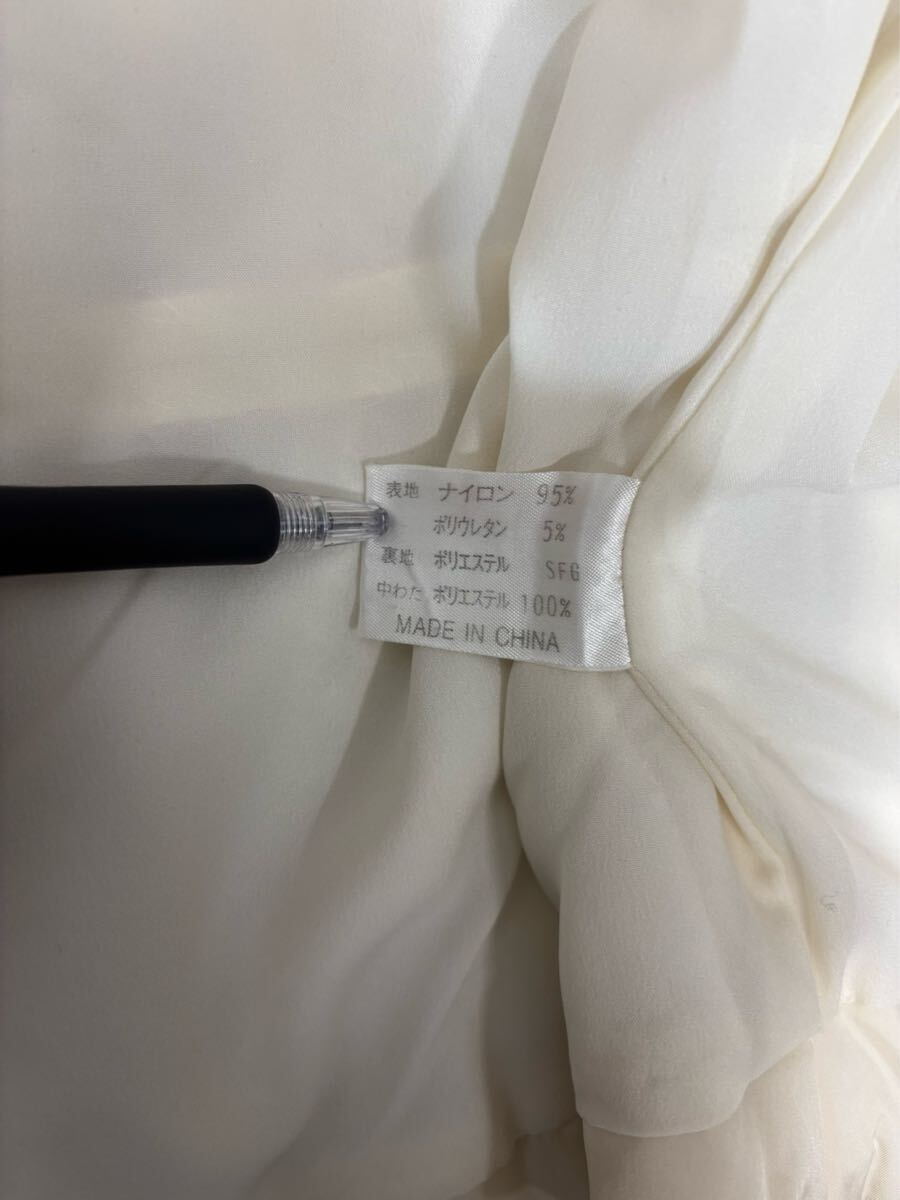 表地 ナイロン 95%
ポリウレタン 5%
裏地 ポリエステル SFG
中わた ポリエステル 100%
MADE IN CHINA